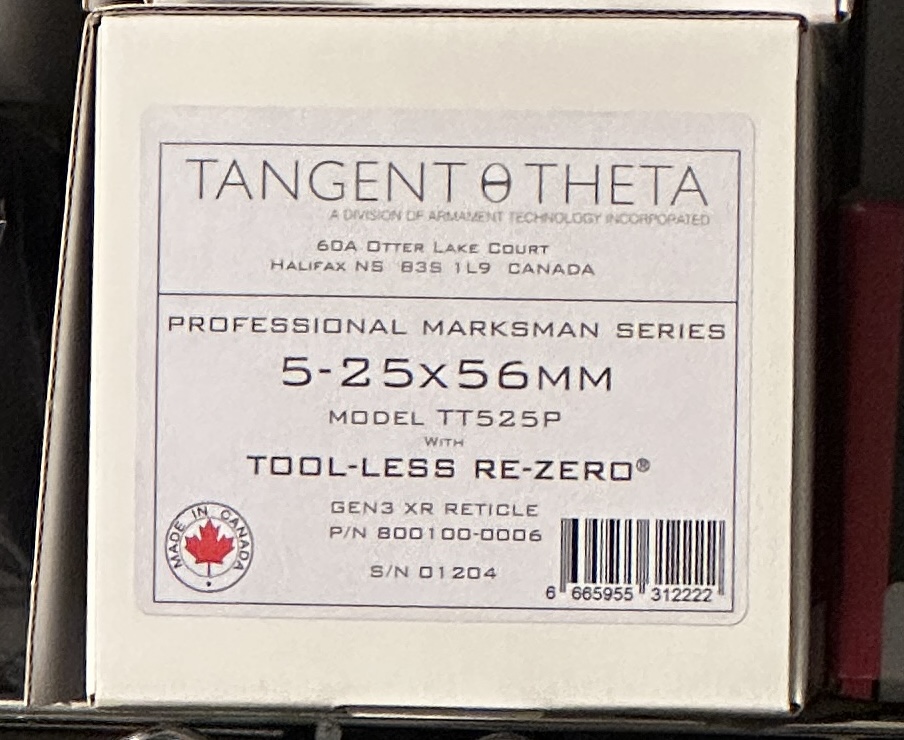 TANGENT θ THETA
A DIVISION OF ARMAMENT TECHNOLOGY INCORPORATED
60A OTTER LAKE COURT
HALIFAX NS B3S 1L9 CANADA
PROFESSIONAL MARKSMAN SERIES
5-25x56MM
MODEL TT525P
WITH
TOOL-LESS RE-ZERO®
GEN3 XR RETICLE
P/N 800100-0006
S/N 01204
MADE IN CANADA
6 665955 312222